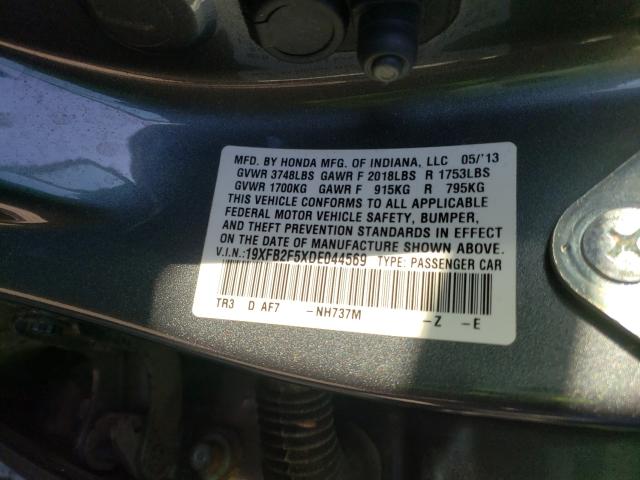 MFD. BY HONDA MFG. OF INDIANA, LLC 05/'13
GVWR 3748LBS GAWR F 2018LBS R 1753LBS
GVWR 1700KG GAWR F 915KG R 795KG
THIS VEHICLE CONFORMS TO ALL APPLICABLE
FEDERAL MOTOR VEHICLE SAFETY, BUMPER,
AND THEFT PREVENTION STANDARDS IN EFFECT
ON THE DATE OF MANUFACTURE SHOWN ABOVE.
V.I.N.:19XFB2F5XDE044569 TYPE: PASSENGER CAR
TR3 D AF7 -NH737M -Z -E